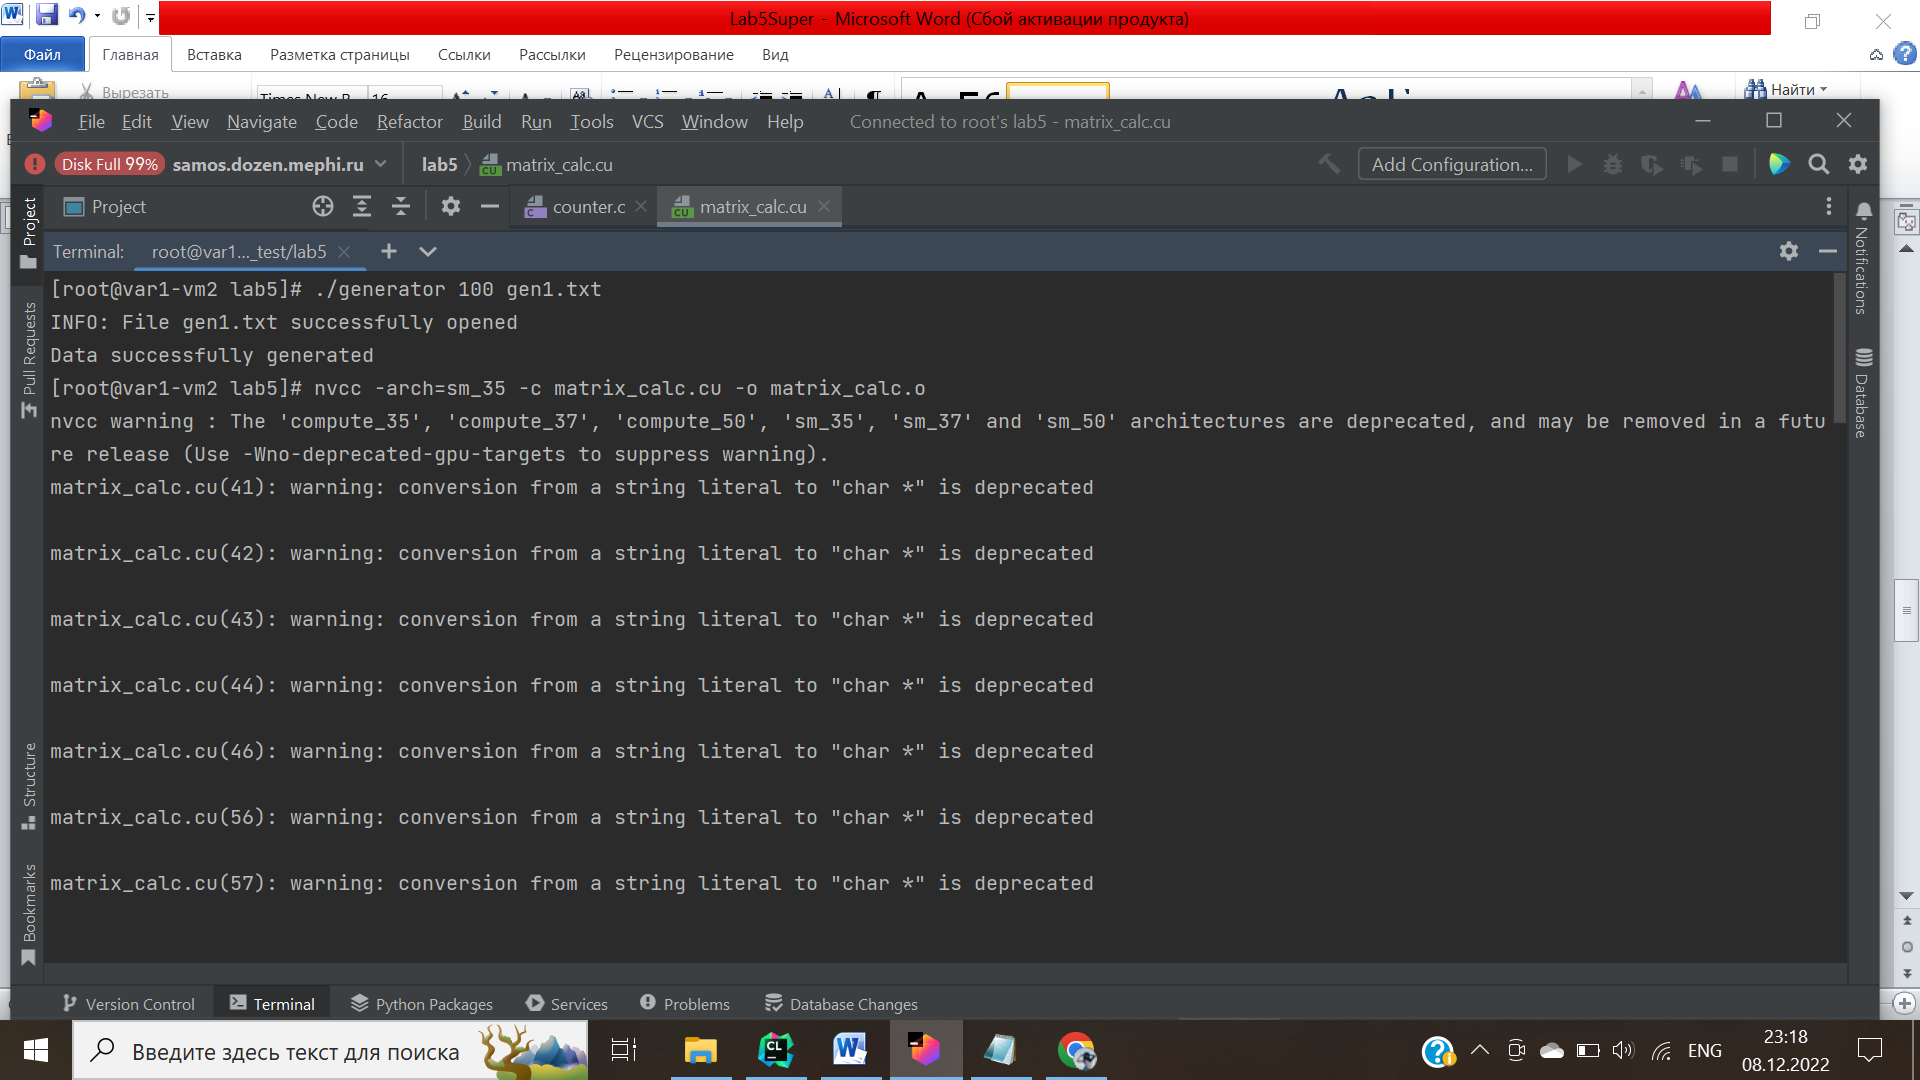 Lab5Super - Microsoft Word (Сбой активации продукта)
Файл Главная Вставка Разметка страницы Ссылки Рассылки Рецензирование Вид
Вырезать
16
Найти
File Edit View Navigate Code Refactor Build Run Tools VCS Window Help Connected to root's lab5 - matrix_calc.cu
Disk Full 99% samos.dozen.mephi.ru lab5 matrix_calc.cu Add Configuration...
Project counter.c matrix_calc.cu
Terminal: root@var1..._test/lab5
[root@var1-vm2 lab5]# ./generator 100 gen1.txt
INFO: File gen1.txt successfully opened
Data successfully generated
[root@var1-vm2 lab5]# nvcc -arch=sm_35 -c matrix_calc.cu -o matrix_calc.o
nvcc warning : The 'compute_35', 'compute_37', 'compute_50', 'sm_35', 'sm_37' and 'sm_50' architectures are deprecated, and may be removed in a futu
re release (Use -Wno-deprecated-gpu-targets to suppress warning).
matrix_calc.cu(41): warning: conversion from a string literal to "char *" is deprecated
matrix_calc.cu(42): warning: conversion from a string literal to "char *" is deprecated
matrix_calc.cu(43): warning: conversion from a string literal to "char *" is deprecated
matrix_calc.cu(44): warning: conversion from a string literal to "char *" is deprecated
matrix_calc.cu(46): warning: conversion from a string literal to "char *" is deprecated
matrix_calc.cu(56): warning: conversion from a string literal to "char *" is deprecated
matrix_calc.cu(57): warning: conversion from a string literal to "char *" is deprecated
Project
Pull Requests
Structure
Bookmarks
Notifications
Database
Version Control Terminal Python Packages Services Problems Database Changes
Введите здесь текст для поиска
ENG
23:18
08.12.2022